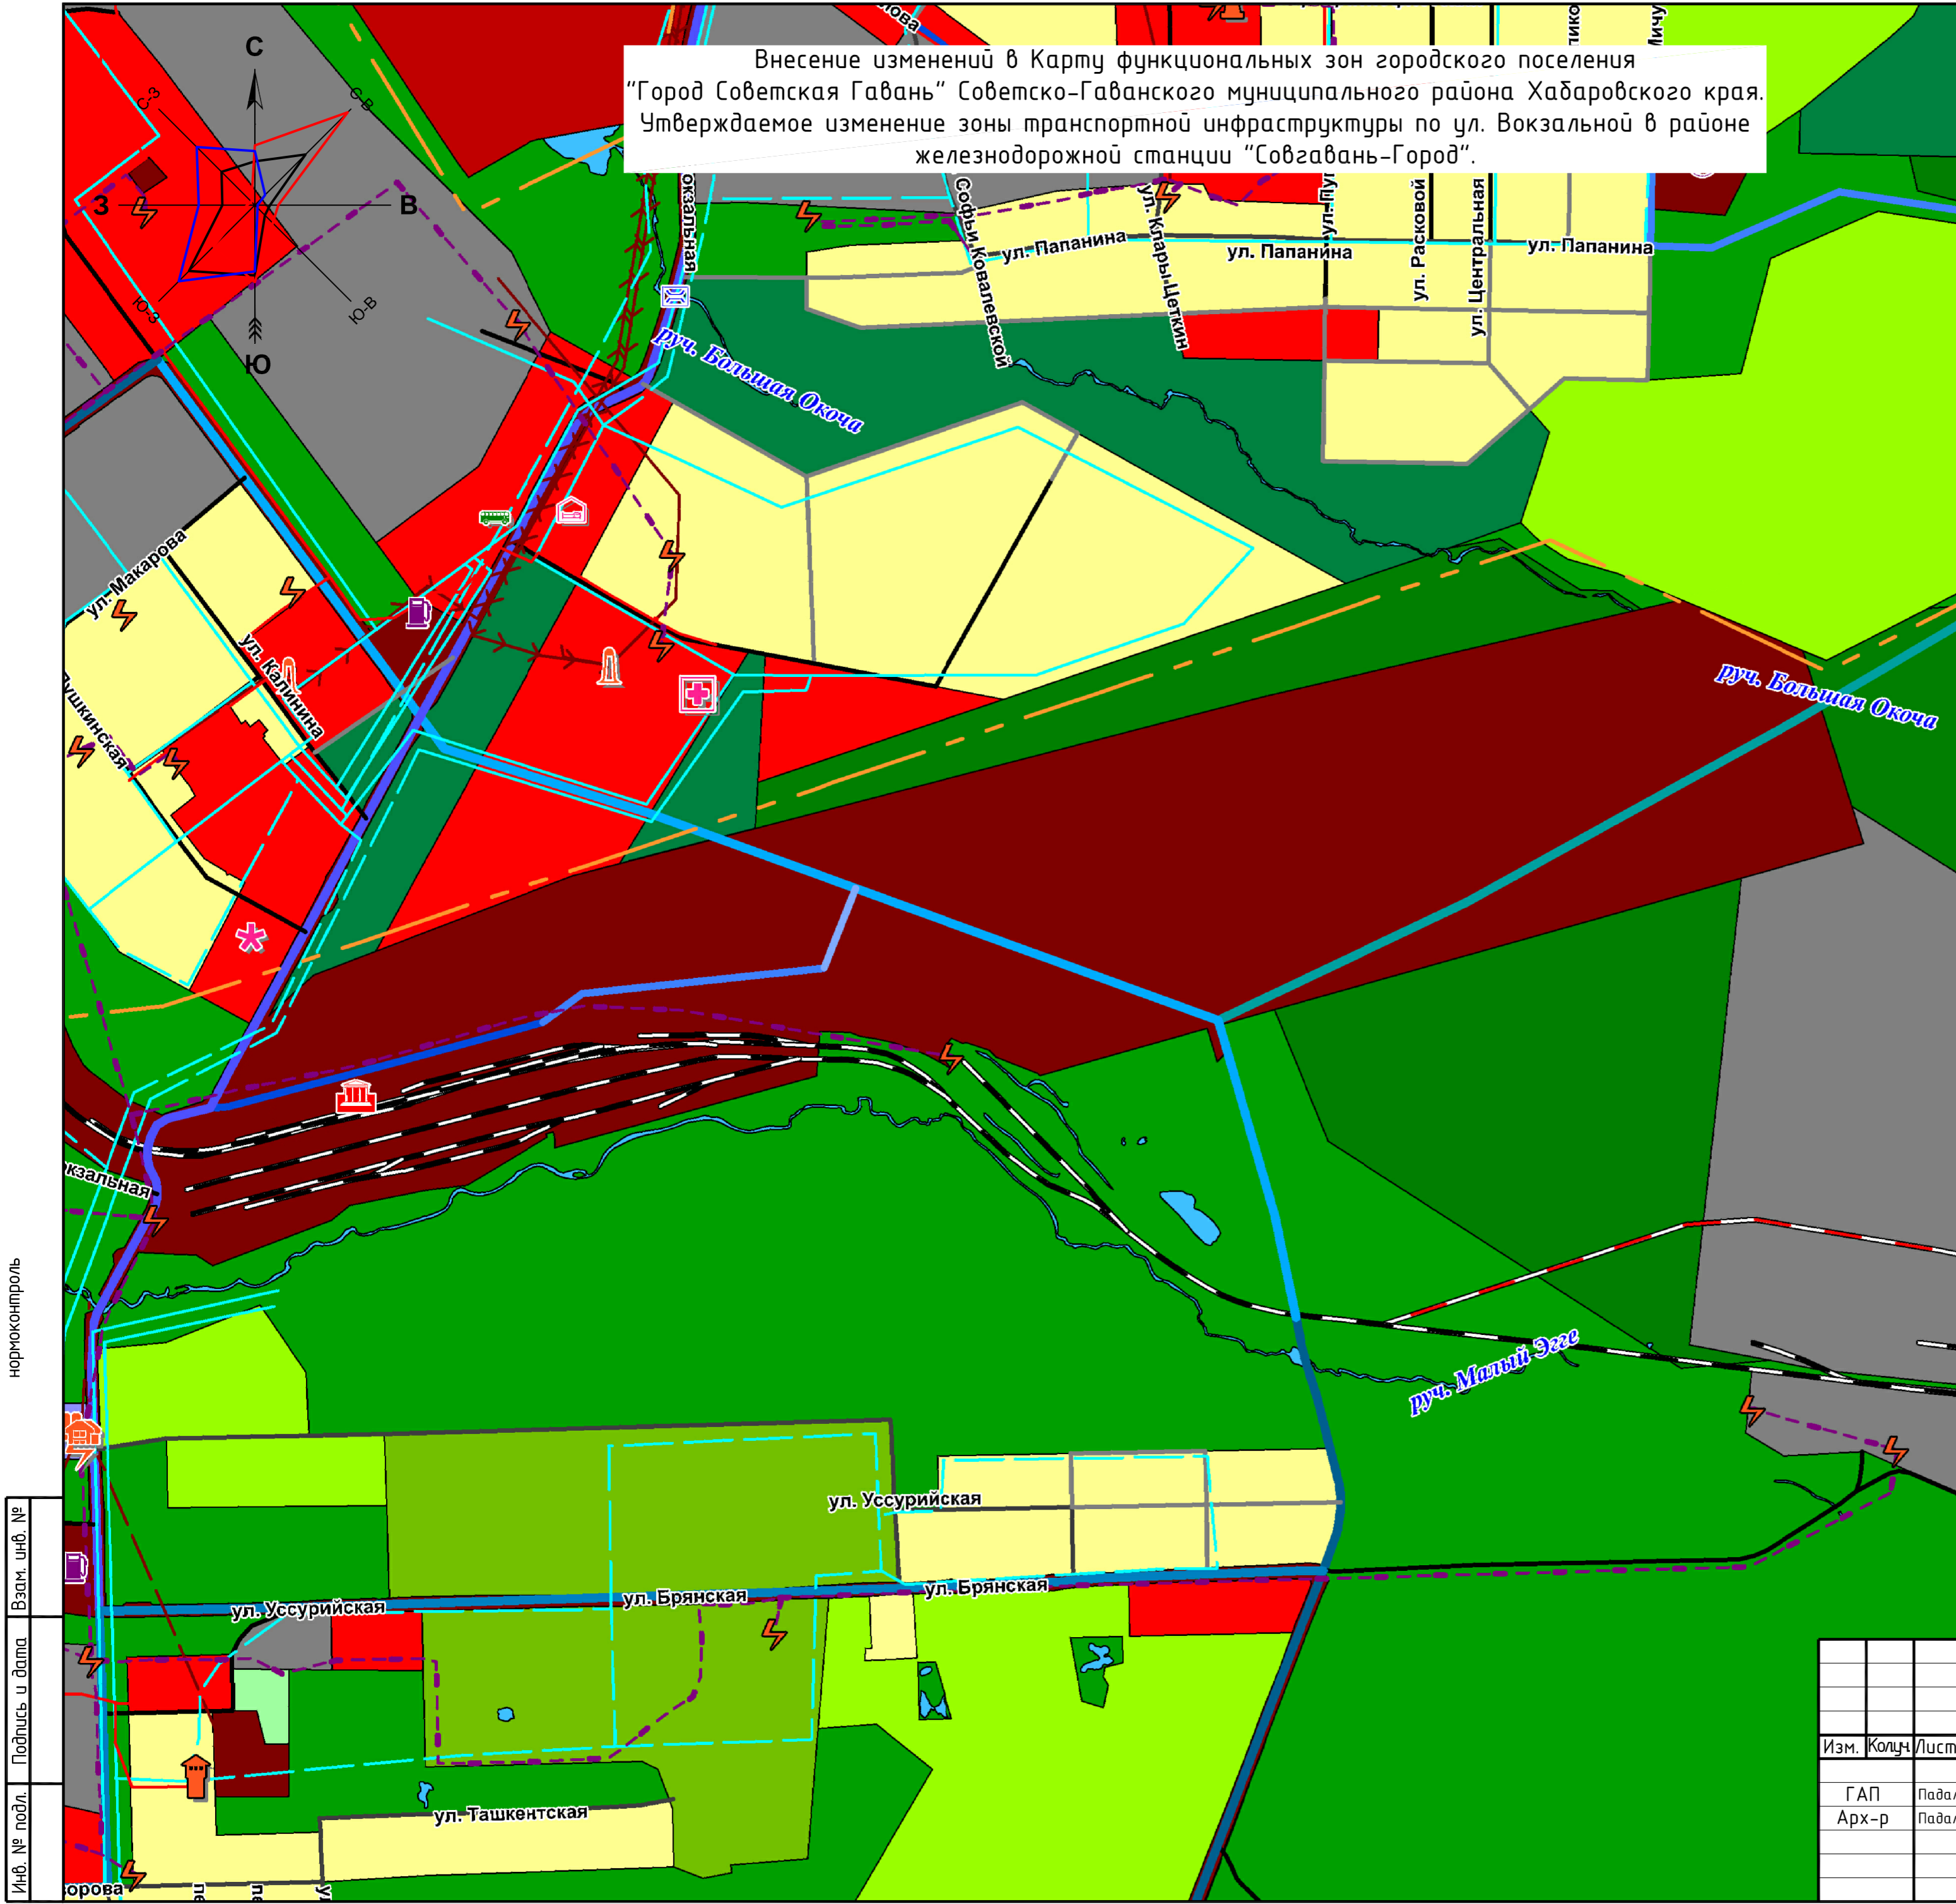 Внесение изменений в Карту функциональных зон городского поселения
"Город Советская Гавань" Советско-Гаванского муниципального района Хабаровского края.
Утверждаемое изменение зоны транспортной инфраструктуры по ул. Вокзальной в районе
железнодорожной станции "Совгавань-Город".
С
С-З
С-В
З
В
Ю-З
Ю-В
Ю
ул. Папанина
ул. Папанина
ул. Папанина
Софьи Ковалевской
ул. Клары Цеткин
ул. Расковой
ул. Центральная
руч. Большая Окоча
ул. Макарова
ул. Калинина
руч. Большая Окоча
руч. Малый Эгге
ул. Уссурийская
ул. Брянская
ул. Брянская
ул. Уссурийская
ул. Ташкентская
нормоконтроль
Взам. инв. №
Подпись и дата
Инв. № подл.
Изм. Колуч Лист
ГАП
Арх-р